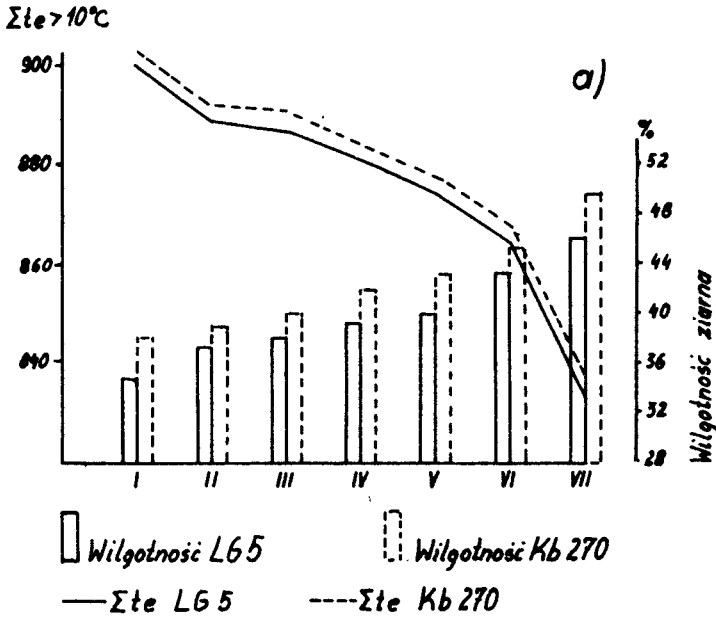 Σte > 10°C
a)
900
880
860
840
%
52
48
44
40
36
32
28
Wilgotność ziarna
I II III IV V VI VII
Wilgotność LG 5 Wilgotność Kb 270
Σte LG 5 Σte Kb 270